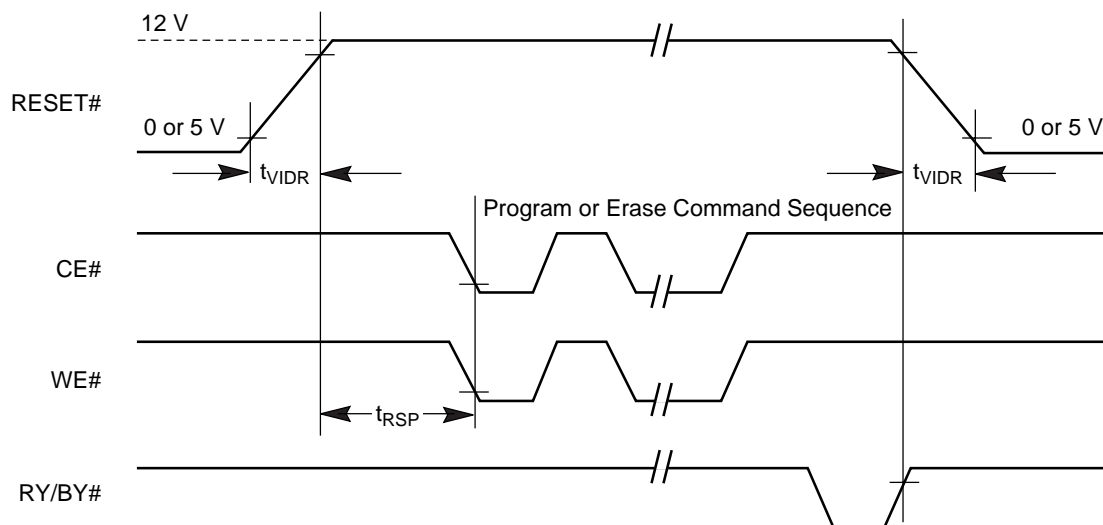 12 V
RESET#
0 or 5 V
0 or 5 V
tVIDR
tVIDR
Program or Erase Command Sequence
CE#
WE#
tRSP
RY/BY#